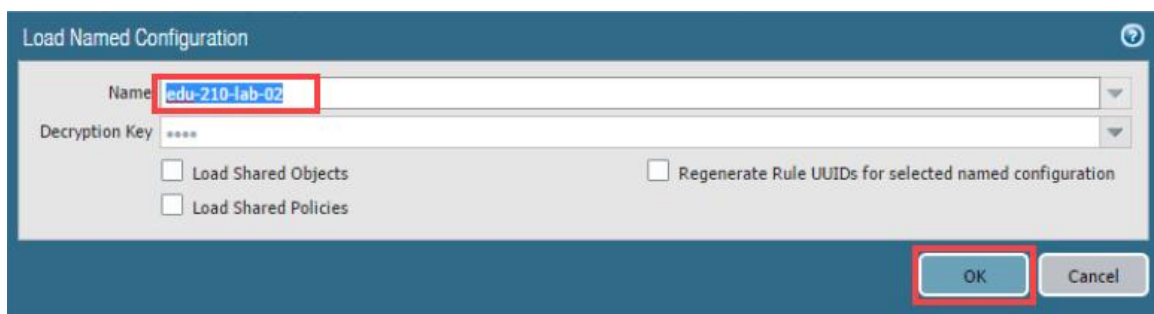 Load Named Configuration
Name edu-210-lab-02
Decryption Key ****
Load Shared Objects
Regenerate Rule UUIDs for selected named configuration
Load Shared Policies
OK
Cancel